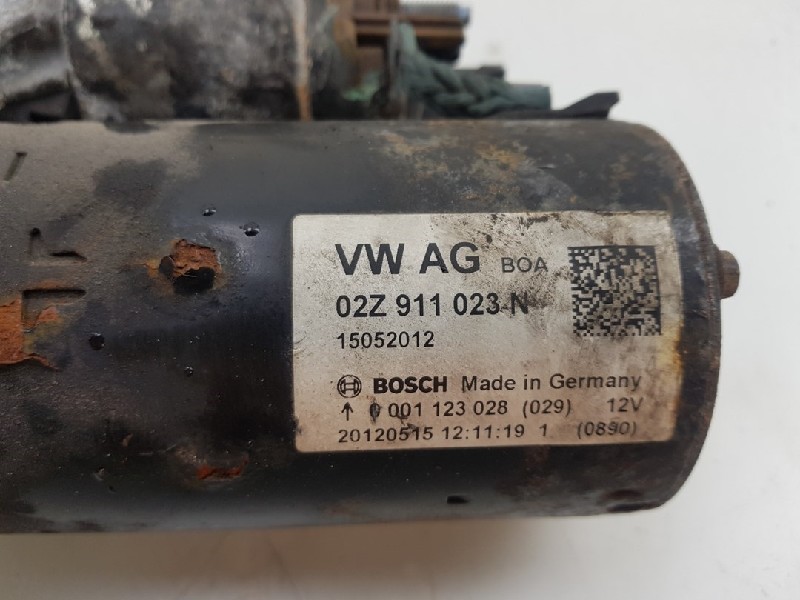 VW AG BOA
02Z 911 023 N
15052012
BOSCH Made in Germany
↑ 0 001 123 028 (029) 12V
20120515 12:11:19 1 (0890)